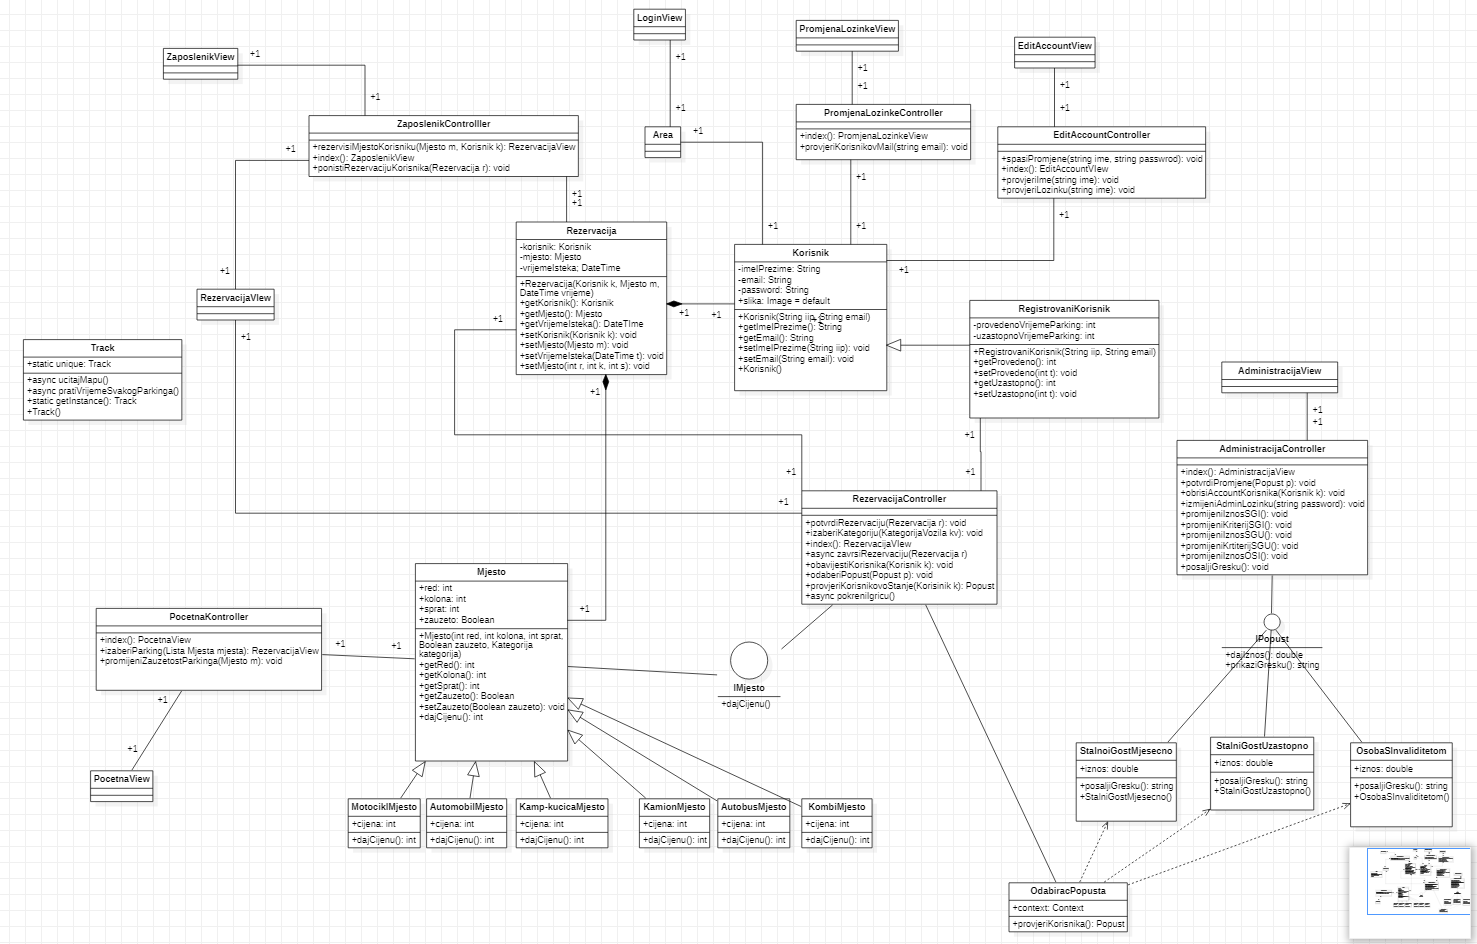 LoginView
PromjenaLozinkeView
EditAccountView
ZaposlenikView
+1
+1
+1
+1
+1
+1
+1
+1
ZaposlenikControlller
+rezervisiMjestoKorisniku(Mjesto m, Korisnik k): RezervacijaView
+index(): ZaposlenikView
+ponistiRezervacijuKorisnika(Rezervacija r): void
Area
+1
PromjenaLozinkeController
+index(): PromjenaLozinkeView
+provjeriKorisnikovMail(string email): void
EditAccountController
+spasiPromjene(string ime, string passwrod): void
+index(): EditAccountVIew
+provjeriIme(string ime): void
+provjeriLozinku(string ime): void
+1
+1
+1
+1
+1
+1
+1
+1
+1
+1
Rezervacija
-korisnik: Korisnik
-mjesto: Mjesto
-vrijemeIsteka; DateTime
+Rezervacija(Korisnik k, Mjesto m,
DateTime vrijeme)
+getKorisnik(): Korisnik
+getMjesto(): Mjesto
+getVrijemeIsteka(): DateTIme
+setKorisnik(Korisnik k): void
+setMjesto(Mjesto m): void
+setVrijemeIsteka(DateTime t): void
+setMjesto(int r, int k, int s): void
+1
+1
Korisnik
-imeIPrezime: String
-email: String
-password: String
+slika: Image = default
+Korisnik(String iip, String email)
+getImeIPrezime(): String
+getEmail(): String
+setImeIPrezime(String iip): void
+setEmail(String email): void
+Korisnik()
RegistrovaniKorisnik
-provedenoVrijemeParking: int
-uzastopnoVrijemeParking: int
+RegistrovaniKorisnik(String iip, String email)
+getProvedeno(): int
+setProvedeno(int t): void
+getUzastopno(): int
+setUzastopno(int t): void
RezervacijaVIew
+1
+1
+1
Track
+static unique: Track
+async ucitajMapu()
+async pratiVrijemeSvakogParkinga()
+static getInstance(): Track
+Track()
AdministracijaView
+1
+1
AdministracijaController
+index(): AdministracijaView
+potvrdiPromjene(Popust p): void
+obrisiAccountKorisnika(Korisnik k): void
+izmijeniAdminLozinku(string password): void
+promijeniIznosSGI(): void
+promijeniKriterijSGI(): void
+promijeniIznosSGU(): void
+promijeniKrtiterijSGU(): void
+promijeniIznosOSI(): void
+posaljiGresku(): void
+1
+1
+1
+1
RezervacijaController
+potvrdiRezervaciju(Rezervacija r): void
+izaberiKategoriju(KategorijaVozila kv): void
+index(): RezervacijaVIew
+async zavrsiRezervaciju(Rezervacija r)
+obavijestiKorisnika(Korisnik k): void
+odaberiPopust(Popust p): void
+provjeriKorisnikovoStanje(Korisinik k): Popust
+async pokreniIgricu()
Mjesto
+red: int
+kolona: int
+sprat: int
+zauzeto: Boolean
+Mjesto(int red, int kolona, int sprat,
Boolean zauzeto, Kategorija
kategorija)
+getRed(): int
+getKolona(): int
+getSprat(): int
+getZauzeto(): Boolean
+setZauzeto(Boolean zauzeto): void
+dajCijenu(): int
+1
PocetnaKontroller
+index(): PocetnaView
+izaberiParking(Lista Mjesta mjesta): RezervacijaView
+promijeniZauzetostParkinga(Mjesto m): void
+1
+1
+1
+1
PocetnaView
IMjesto
+dajCijenu()
IPopust
+dajIznos(): double
+prikaziGresku(): string
StalnoiGostMjesecno
+iznos: double
+posaljiGresku(): string
+StalniGostMjesecno()
StalniGostUzastopno
+iznos: double
+posaljiGresku(): string
+StalniGostUzastopno()
OsobaSInvaliditetom
+iznos: double
+posaljiGresku(): string
+OsobaSInvaliditetom()
MotociklMjesto
+cijena: int
+dajCijenu(): int
AutomobilMjesto
+cijena: int
+dajCijenu(): int
Kamp-kucicaMjesto
+cijena: int
+dajCijenu(): int
KamionMjesto
+cijena: int
+dajCijenu(): int
AutobusMjesto
+cijena: int
+dajCijenu(): int
KombiMjesto
+cijena: int
+dajCijenu(): int
OdabiracPopusta
+context: Context
+provjeriKorisnika(): Popust